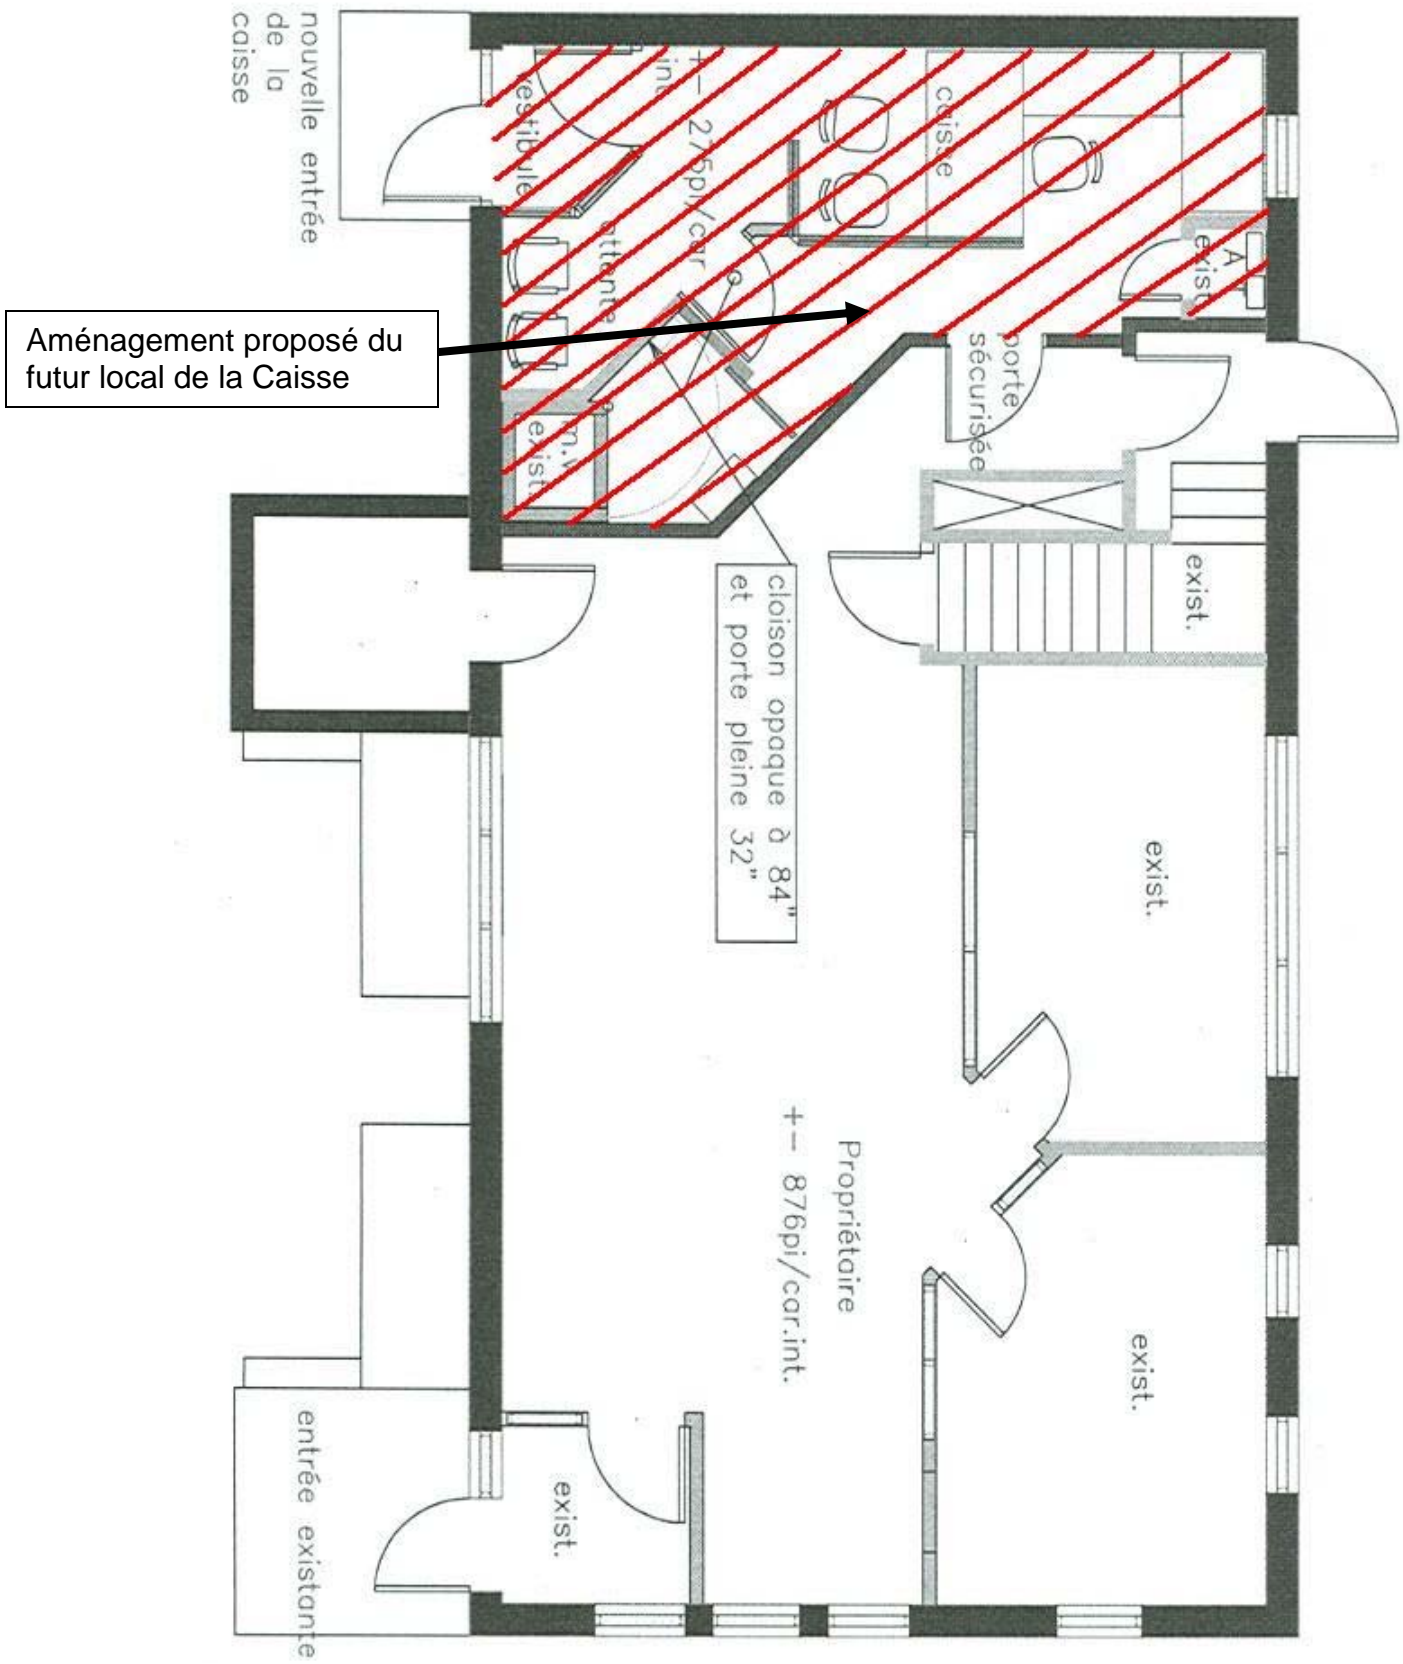 nouvelle entrée
de la
caisse
vestibule
+- 275pi/car
int
caisse
attente
A
exist.
porte
sécurisée
Aménagement proposé du
futur local de la Caisse
m.v
exist.
exist.
cloison opaque à 84"
et porte pleine 32"
exist.
Propriétaire
+- 876pi/car.int.
exist.
exist.
entrée existante